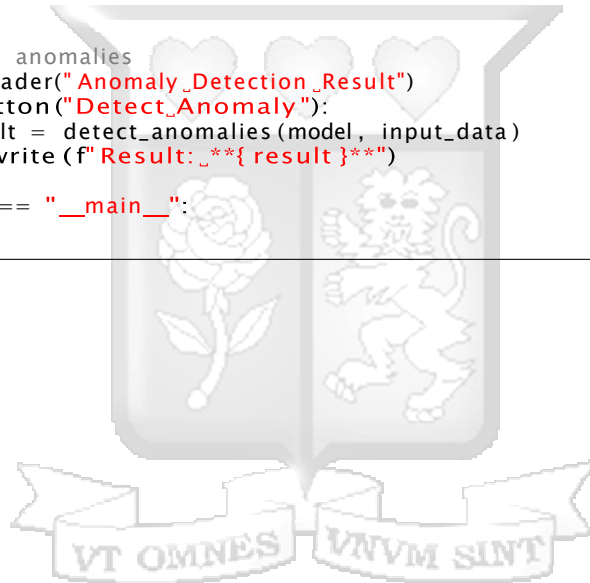 anomalies
ader("Anomaly␣Detection␣Result")
tton("Detect␣Anomaly"):
lt = detect_anomalies(model, input_data)
write(f"Result:␣**{result}**")
== "__main__":
VT OMNES VNVM SINT